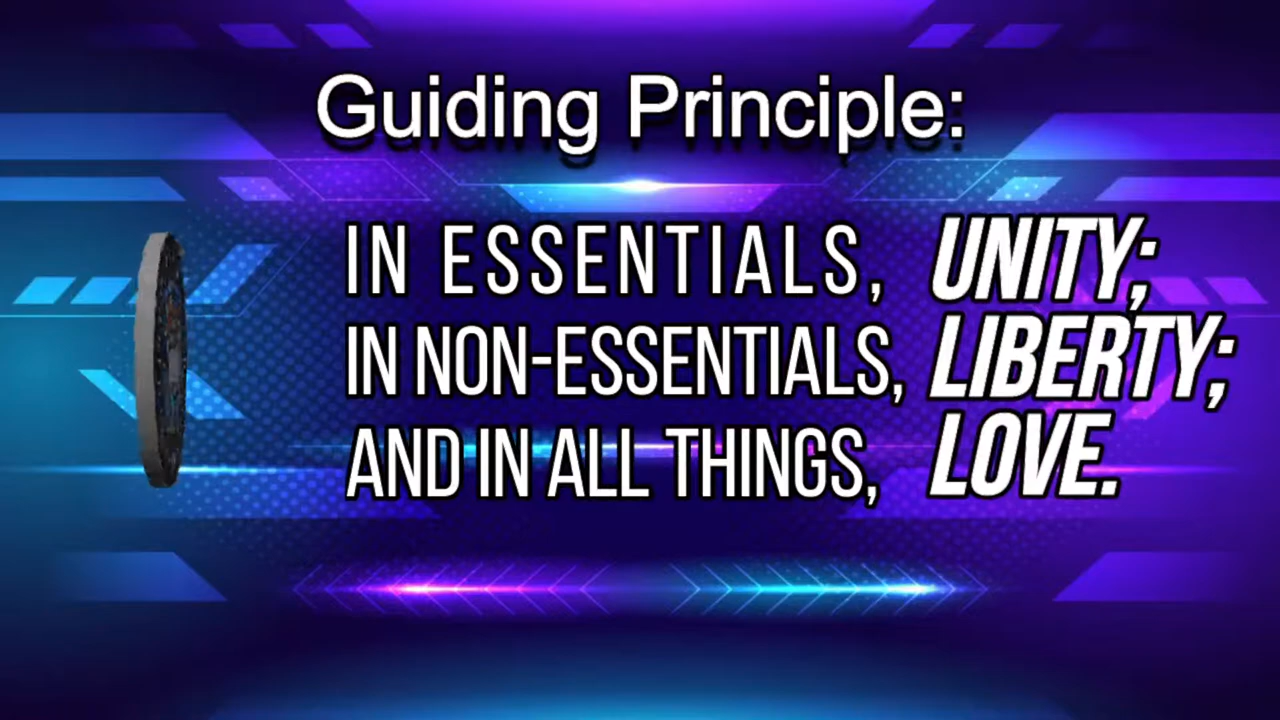 Guiding Principle:
IN ESSENTIALS, UNITY;
IN NON-ESSENTIALS, LIBERTY;
AND IN ALL THINGS, LOVE.